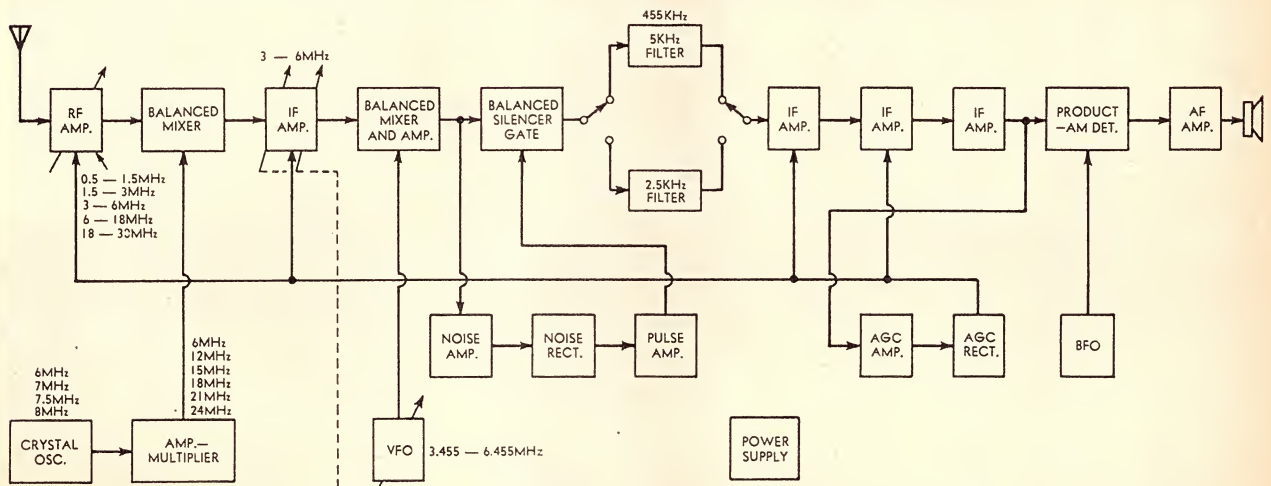 455KHz
5KHz
FILTER
3 — 6MHz
RF
AMP.
BALANCED
MIXER
IF
AMP.
BALANCED
MIXER
AND AMP.
BALANCED
SILENCER
GATE
IF
AMP.
IF
AMP.
IF
AMP.
PRODUCT
—AM DET.
AF
AMP.
0.5 — 1.5MHz
1.5 — 3MHz
3 — 6MHz
6 — 18MHz
18 — 30MHz
2.5KHz
FILTER
NOISE
AMP.
NOISE
RECT.
PULSE
AMP.
AGC
AMP.
AGC
RECT.
BFO
6MHz
7MHz
7.5MHz
8MHz
6MHz
12MHz
15MHz
18MHz
21MHz
24MHz
CRYSTAL
OSC.
AMP.—
MULTIPLIER
VFO
3.455 — 6.455MHz
POWER
SUPPLY